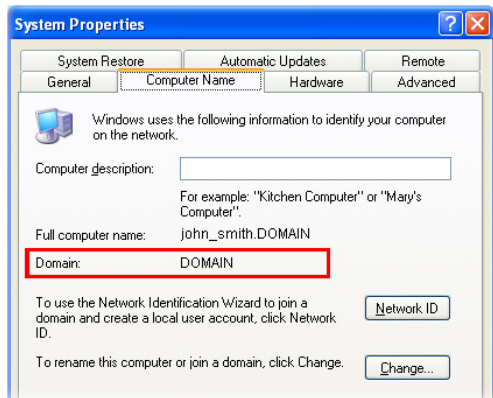 System Properties
System Restore Automatic Updates Remote
General Computer Name Hardware Advanced
Windows uses the following information to identify your computer
on the network.
Computer description:
For example: "Kitchen Computer" or "Mary's
Computer".
Full computer name: john_smith.DOMAIN
Domain: DOMAIN
To use the Network Identification Wizard to join a
domain and create a local user account, click Network
ID.
Network ID
To rename this computer or join a domain, click Change.
Change...